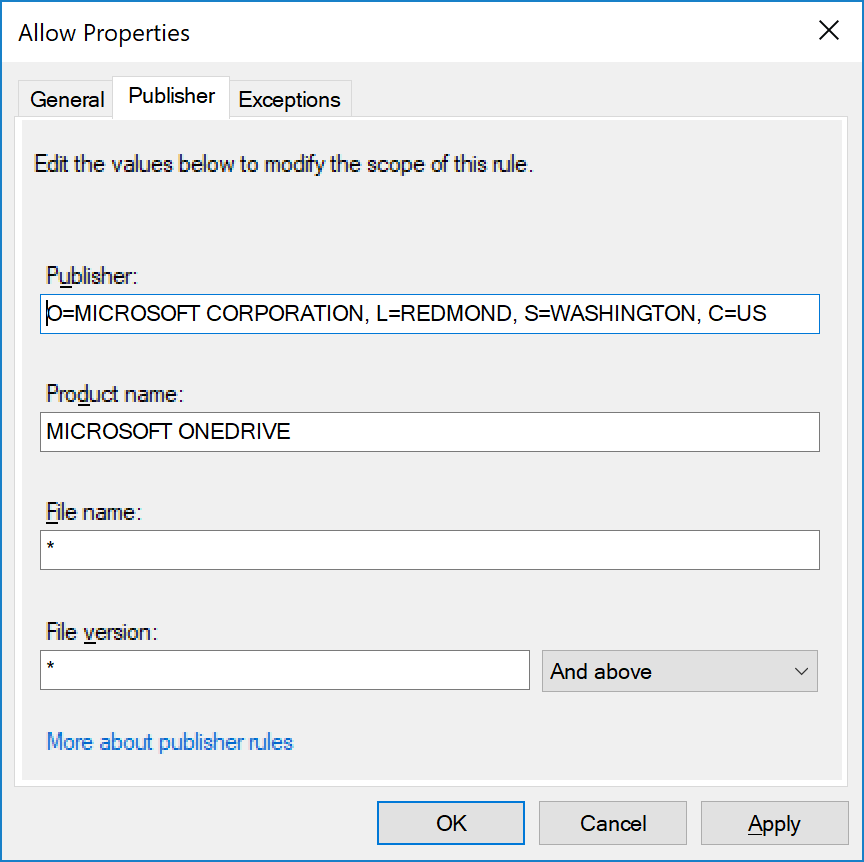 Allow Properties
General Publisher Exceptions
Edit the values below to modify the scope of this rule.
Publisher:
O=MICROSOFT CORPORATION, L=REDMOND, S=WASHINGTON, C=US
Product name:
MICROSOFT ONEDRIVE
File name:
*
File version:
* And above
More about publisher rules
OK Cancel Apply